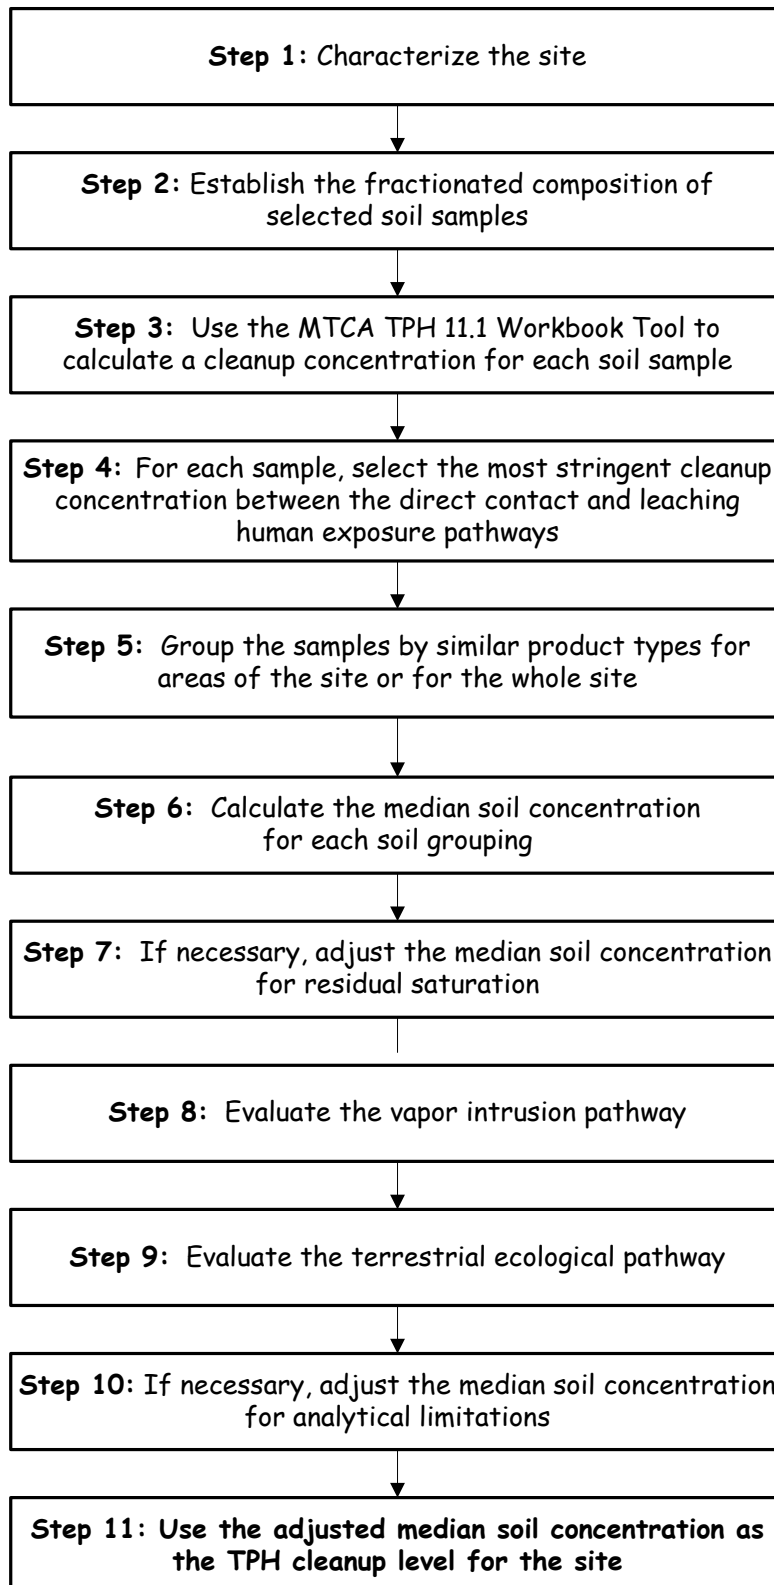 Step 1: Characterize the site
Step 2: Establish the fractionated composition of
selected soil samples
Step 3: Use the MTCA TPH 11.1 Workbook Tool to
calculate a cleanup concentration for each soil sample
Step 4: For each sample, select the most stringent cleanup
concentration between the direct contact and leaching
human exposure pathways
Step 5: Group the samples by similar product types for
areas of the site or for the whole site
Step 6: Calculate the median soil concentration
for each soil grouping
Step 7: If necessary, adjust the median soil concentration
for residual saturation
Step 8: Evaluate the vapor intrusion pathway
Step 9: Evaluate the terrestrial ecological pathway
Step 10: If necessary, adjust the median soil concentration
for analytical limitations
Step 11: Use the adjusted median soil concentration as
the TPH cleanup level for the site